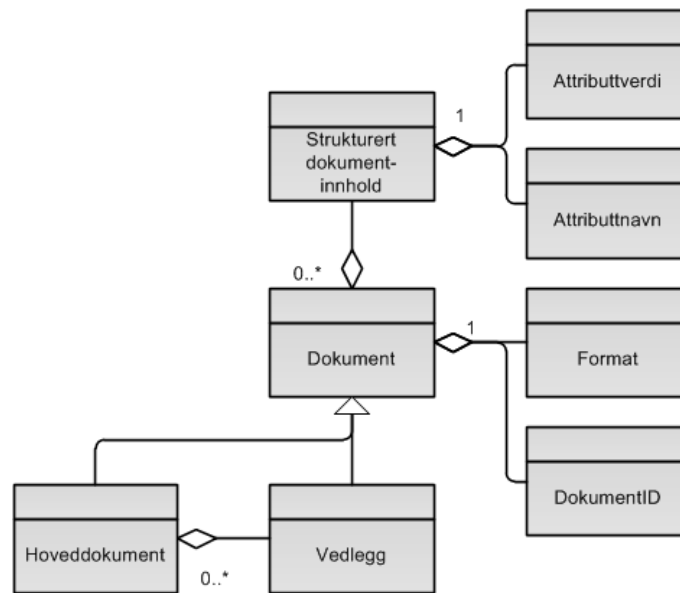 Attributtverdi
1
Strukturert
dokument-
innhold
Attributtnavn
0..*
1
Dokument
Format
DokumentID
Hoveddokument
Vedlegg
0..*